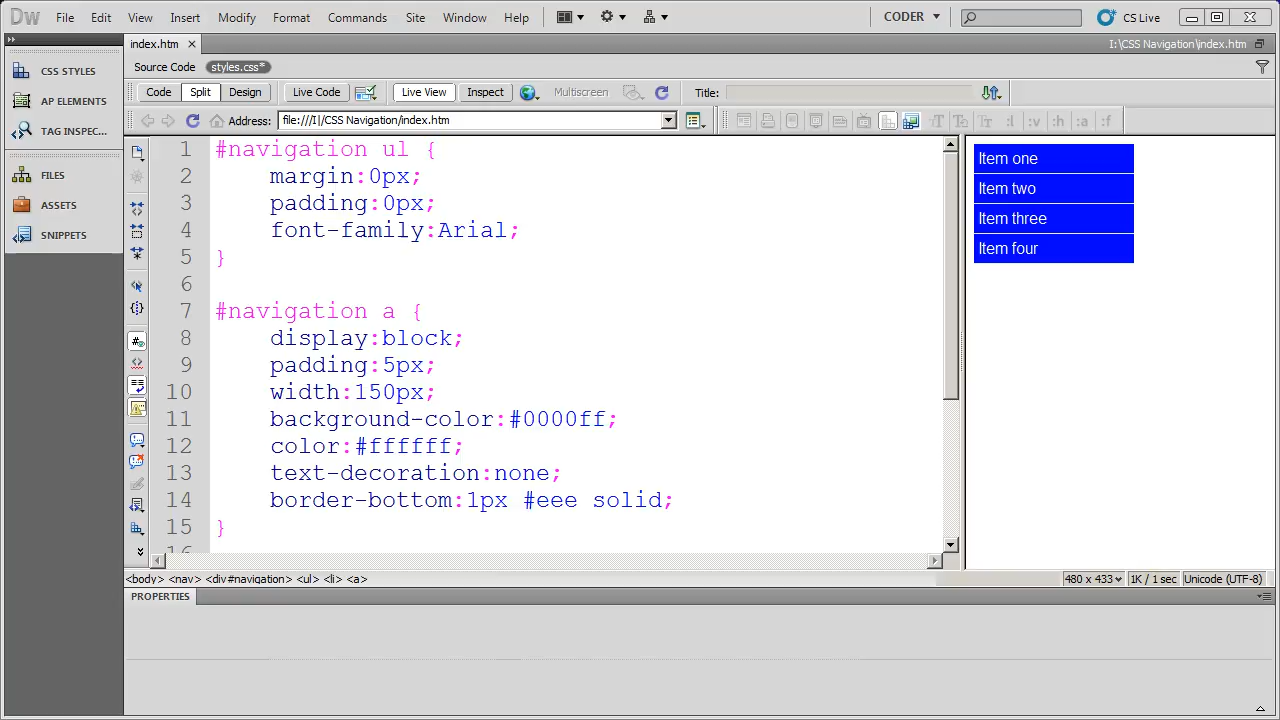 Dw File Edit View Insert Modify Format Commands Site Window Help CODER CS Live
index.htm I:\CSS Navigation\index.htm
Source Code styles.css*
Code Split Design Live Code Live View Inspect Multiscreen Title:
Address: file:///I|/CSS Navigation/index.htm
CSS STYLES
AP ELEMENTS
TAG INSPEC...
FILES
ASSETS
SNIPPETS
1 #navigation ul {
2 margin:0px;
3 padding:0px;
4 font-family:Arial;
5 }
6
7 #navigation a {
8 display:block;
9 padding:5px;
10 width:150px;
11 background-color:#0000ff;
12 color:#ffffff;
13 text-decoration:none;
14 border-bottom:1px #eee solid;
15 }
16
Item one
Item two
Item three
Item four
<body> <nav> <div#navigation> <ul> <li> <a> 480 x 433 1K / 1 sec Unicode (UTF-8)
PROPERTIES